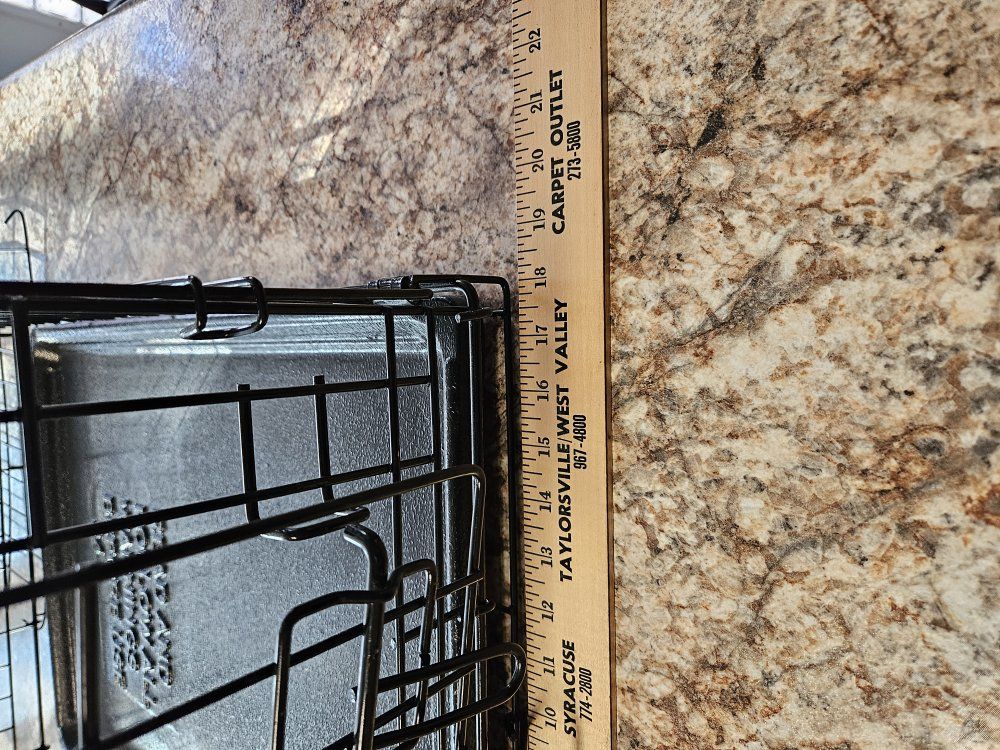 10 11 12 13 14 15 16 17 18 19 20 21 22
SYRACUSE
774-2800
TAYLORSVILLE/WEST VALLEY
967-4800
CARPET OUTLET
273-5800